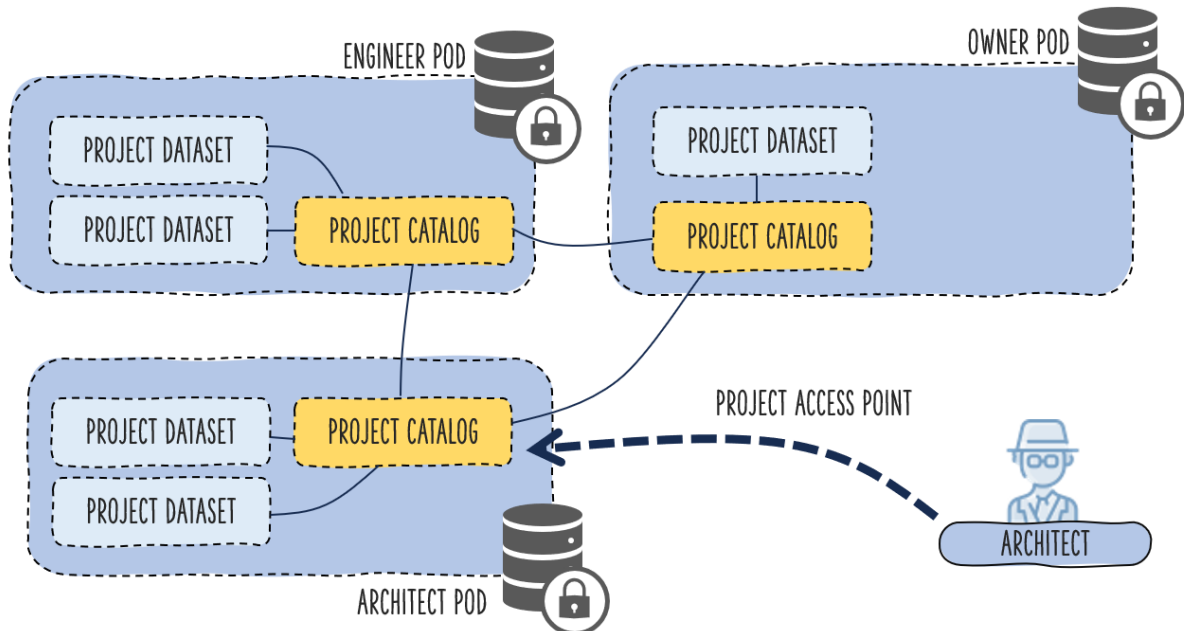 ENGINEER POD
PROJECT DATASET
PROJECT DATASET
PROJECT CATALOG
OWNER POD
PROJECT DATASET
PROJECT CATALOG
PROJECT DATASET
PROJECT CATALOG
PROJECT DATASET
ARCHITECT POD
PROJECT ACCESS POINT
ARCHITECT